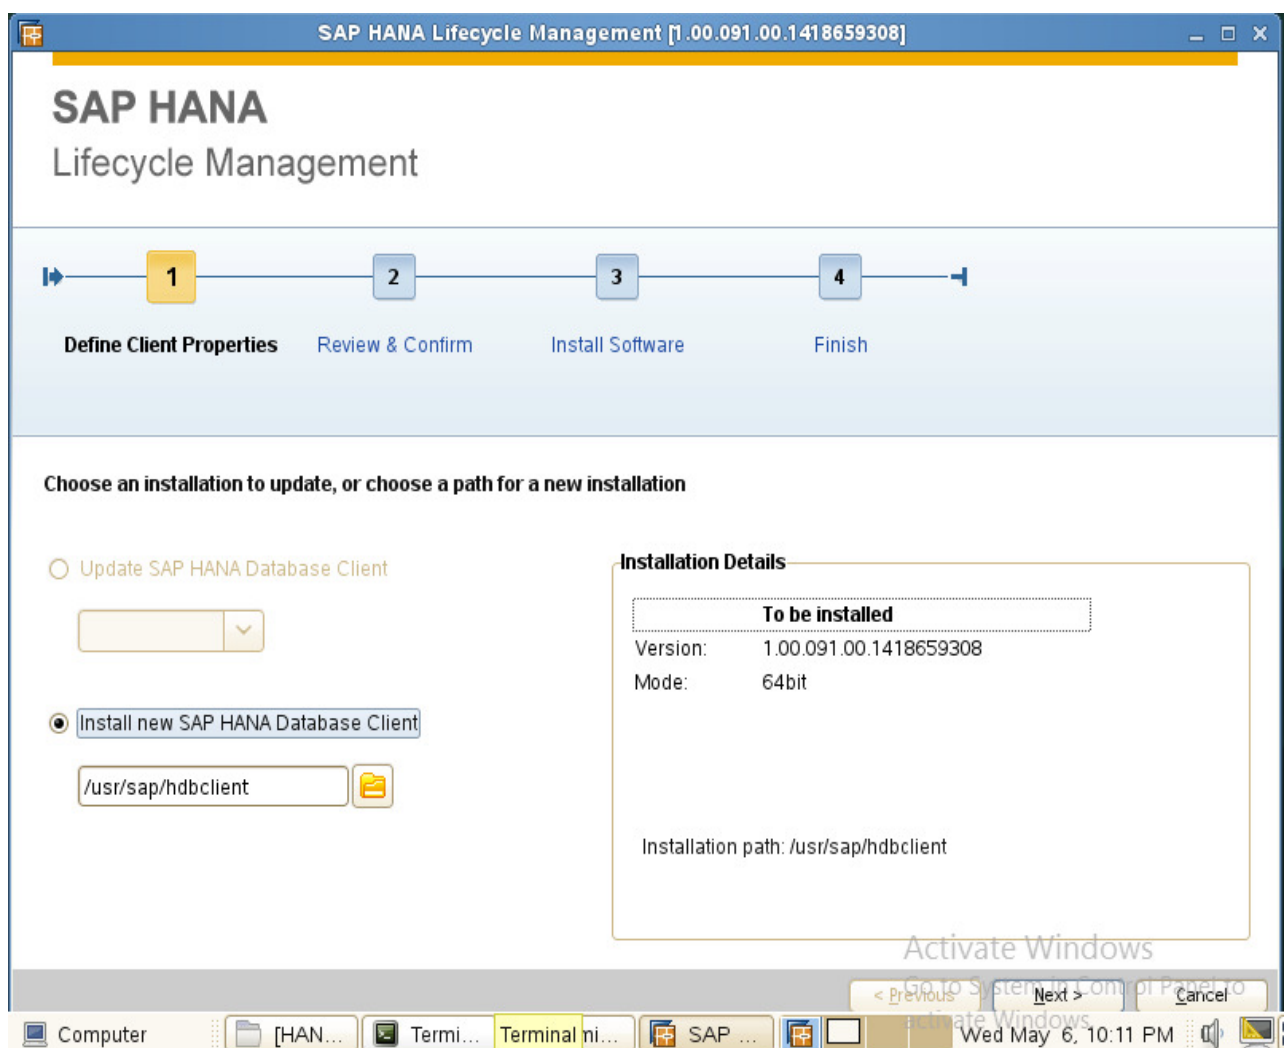 SAP HANA Lifecycle Management [1.00.091.00.1418659308]
SAP HANA
Lifecycle Management
1 2 3 4
Define Client Properties Review & Confirm Install Software Finish
Choose an installation to update, or choose a path for a new installation
Update SAP HANA Database Client
Install new SAP HANA Database Client
/usr/sap/hdbclient
Installation Details
To be installed
Version: 1.00.091.00.1418659308
Mode: 64bit
Installation path: /usr/sap/hdbclient
Activate Windows
Go to System in Control Panel to
activate Windows.
< Previous Next > Cancel
Computer [HAN... Termi... Terminal mi... SAP ... Wed May 6, 10:11 PM